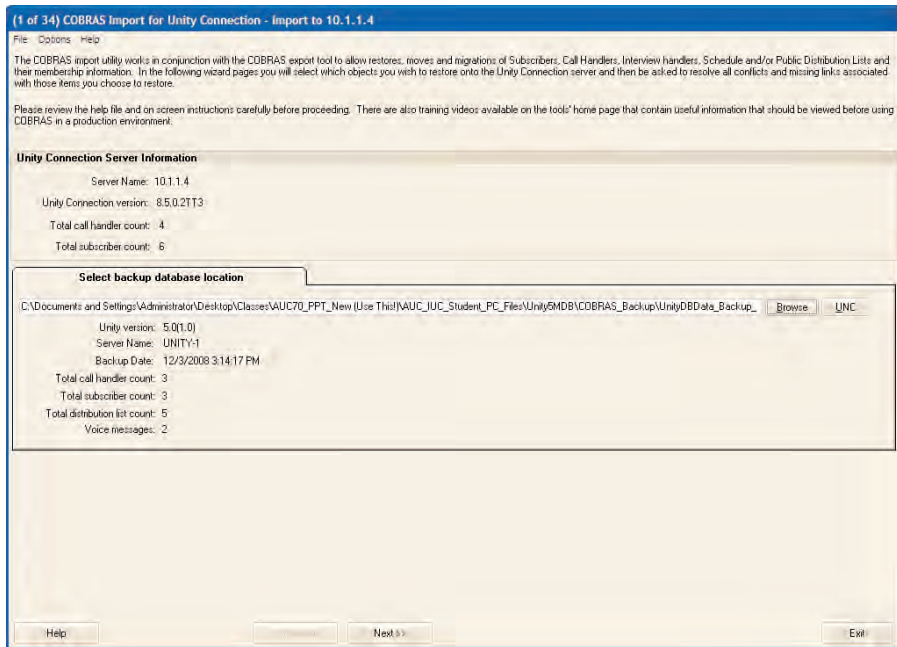 (1 of 34) COBRAS Import for Unity Connection - import to 10.1.1.4
File Options Help
The COBRAS import utility works in conjunction with the COBRAS export tool to allow restores, moves and migrations of Subscribers, Call Handlers, Interview handlers, Schedule and/or Public Distribution Lists and
their membership information. In the following wizard pages you will select which objects you wish to restore onto the Unity Connection server and then be asked to resolve all conflicts and missing links associated
with those items you choose to restore.
Please review the help file and on screen instructions carefully before proceeding. There are also training videos available on the tools' home page that contain useful information that should be viewed before using
COBRAS in a production environment.
Unity Connection Server Information
Server Name: 10.1.1.4
Unity Connection version: 8.5.0.2TT3
Total call handler count: 4
Total subscriber count: 6
Select backup database location
C:\Documents and Settings\Administrator\Desktop\Classes\AUC70_PPT_New (Use This!)\AUC_IUC_Student_PC_Files\Unity5MDB\COBRAS_Backup\UnityDBData_Backup_ Browse UNC
Unity version: 5.0(1.0)
Server Name: UNITY-1
Backup Date: 12/3/2008 3:14:17 PM
Total call handler count: 3
Total subscriber count: 3
Total distribution list count: 5
Voice messages: 2
Help Next >> Exit